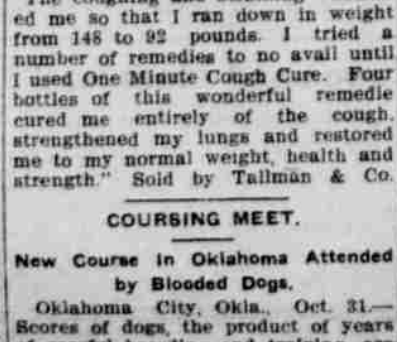 The coughing and
ed me so that I ran down in weight
from 148 to 92 pounds. I tried a
number of remedies to no avail until
I used One Minute Cough Cure. Four
bottles of this wonderful remedie
cured me entirely of the cough,
strengthened my lungs and restored
me to my normal weight, health and
strength." Sold by Tallman & Co.
COURSING MEET.
New Course in Oklahoma Attended
by Blooded Dogs.
Oklahoma City, Okla., Oct. 31.—
Scores of dogs, the product of years